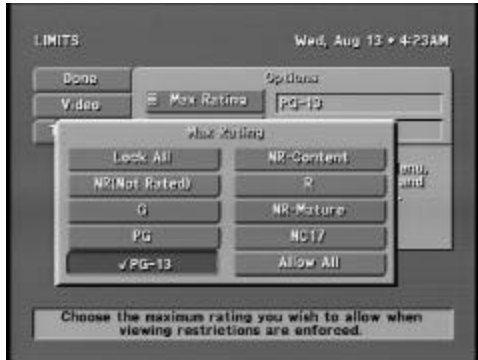 LIMITS
Wed, Aug 13 • 4:23AM
Done
Options
Video
Max Rating
PG-13
T
Max Rating
Lock All
NR-Content
NR(Not Rated)
R
G
NR-Mature
PG
NC17
✓PG-13
Allow All
enu,
and
Choose the maximum rating you wish to allow when
viewing restrictions are enforced.